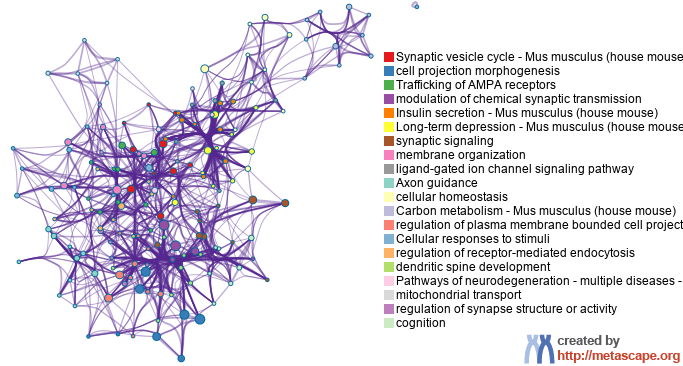 Synaptic vesicle cycle - Mus musculus (house mouse
cell projection morphogenesis
Trafficking of AMPA receptors
modulation of chemical synaptic transmission
Insulin secretion - Mus musculus (house mouse)
Long-term depression - Mus musculus (house mouse
synaptic signaling
membrane organization
ligand-gated ion channel signaling pathway
Axon guidance
cellular homeostasis
Carbon metabolism - Mus musculus (house mouse)
regulation of plasma membrane bounded cell project
Cellular responses to stimuli
regulation of receptor-mediated endocytosis
dendritic spine development
Pathways of neurodegeneration - multiple diseases -
mitochondrial transport
regulation of synapse structure or activity
cognition
created by
http://metascape.org